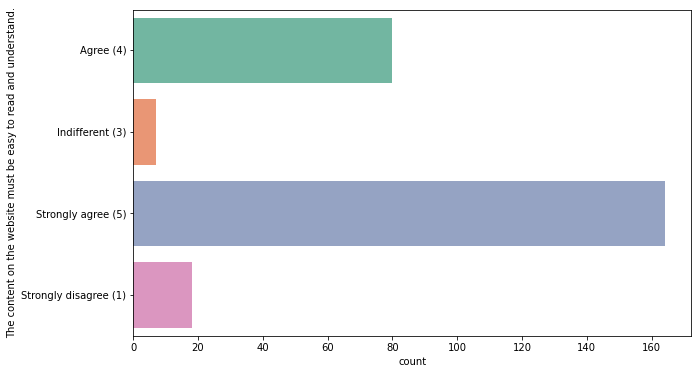 The content on the website must be easy to read and understand.
Agree (4)
Indifferent (3)
Strongly agree (5)
Strongly disagree (1)
0 20 40 60 80 100 120 140 160
count